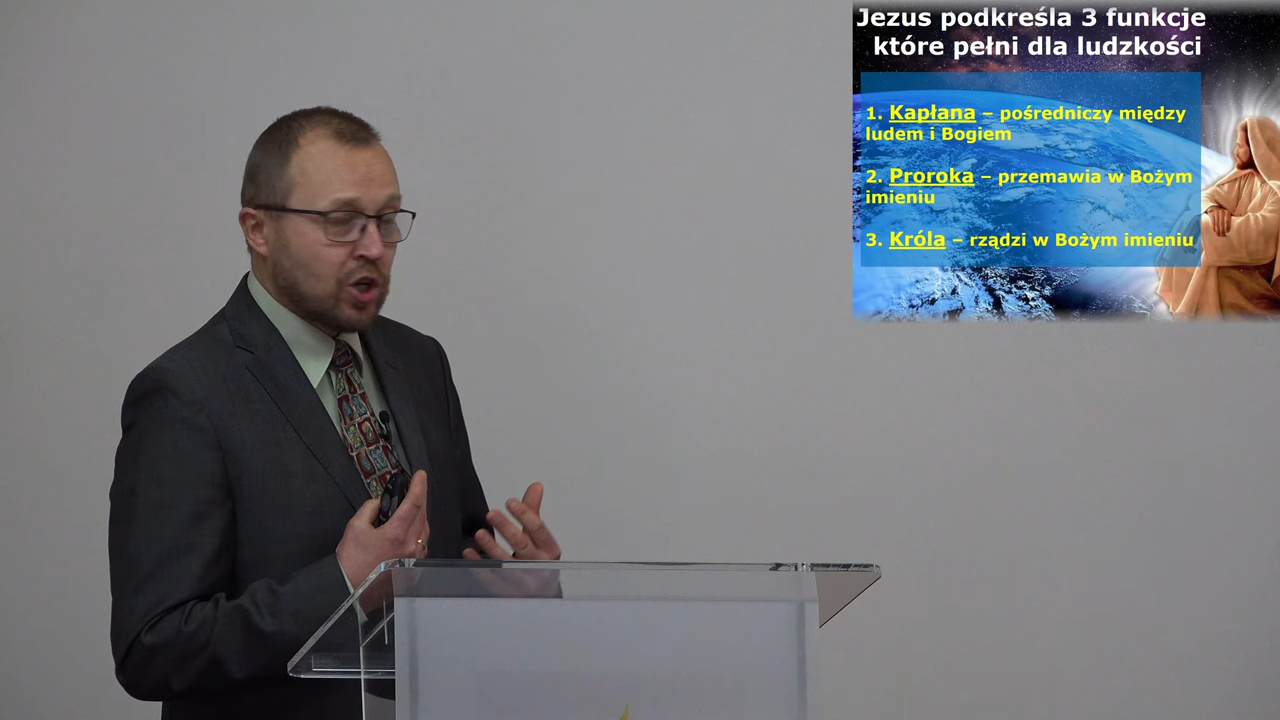 Jezus podkreśla 3 funkcje
które pełni dla ludzkości
1. Kapłana – pośredniczy między
ludem i Bogiem
2. Proroka – przemawia w Bożym
imieniu
3. Króla – rządzi w Bożym imieniu